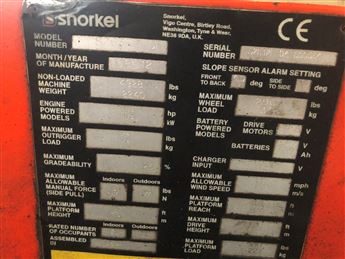 snorkel
Snorkel,
Vigo Centre, Birtley Road,
Washington, Tyne & Wear,
NE38 9DA, U.K.
CE
MODEL
NUMBER
SERIAL
NUMBER
MONTH / YEAR
OF MANUFACTURE
SLOPE SENSOR ALARM SETTING
FRONT
TO BACK
deg
SIDE
TO SIDE
deg
NON-LOADED
MACHINE
WEIGHT
lbs
kg
MAXIMUM
WHEEL
LOAD
lbs
kg
ENGINE
POWERED
MODELS
hp
kW
BATTERY
POWERED
MODELS
DRIVE
MOTORS
V
BATTERIES
V
Ah
MAXIMUM
OUTRIGGER
LOAD
lbs
kg
MAXIMUM
GRADEABILITY
%
CHARGER
INPUT
V
MAXIMUM
ALLOWABLE
MANUAL FORCE
(SIDE PULL)
Indoors
Outdoors
lbs
N
MAXIMUM
ALLOWABLE
WIND SPEED
mph
m/s
MAXIMUM
PLATFORM
HEIGHT
ft
m
MAXIMUM
PLATFORM
REACH
ft
m
RATED NUMBER
OF OCCUPANTS
Indoors
Outdoors
MAXIMUM
DRIVE
HEIGHT
ft
m
ASSEMBLED
MAXIMUM
PLATFORM
LOAD
lbs
kg